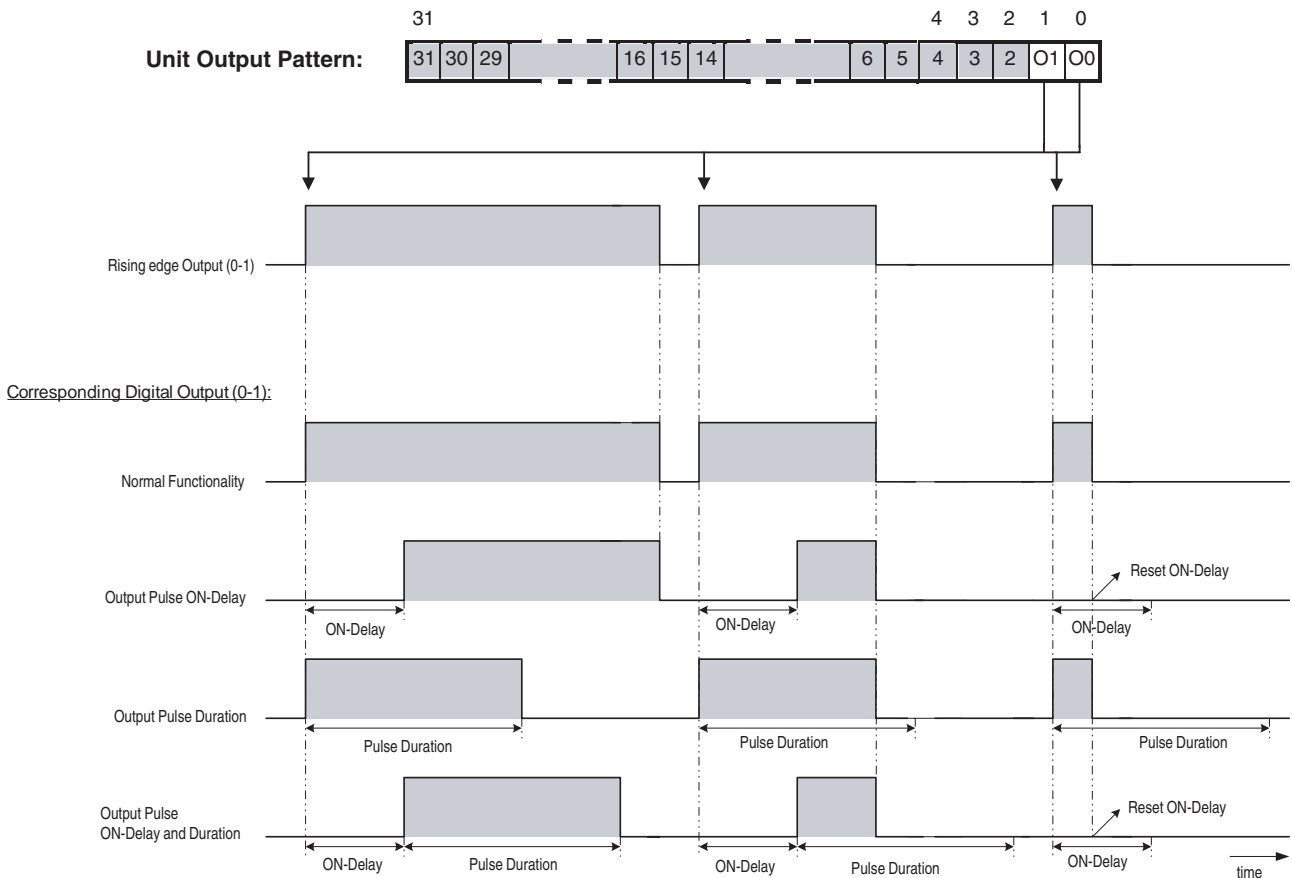 31 4 3 2 1 0
Unit Output Pattern: 31 30 29 16 15 14 6 5 4 3 2 O1 O0
Rising edge Output (0-1)
Corresponding Digital Output (0-1):
Normal Functionality
Output Pulse ON-Delay
Reset ON-Delay
ON-Delay ON-Delay ON-Delay
Output Pulse Duration
Pulse Duration Pulse Duration Pulse Duration
Output Pulse
ON-Delay and Duration
Reset ON-Delay
ON-Delay Pulse Duration ON-Delay Pulse Duration ON-Delay
time